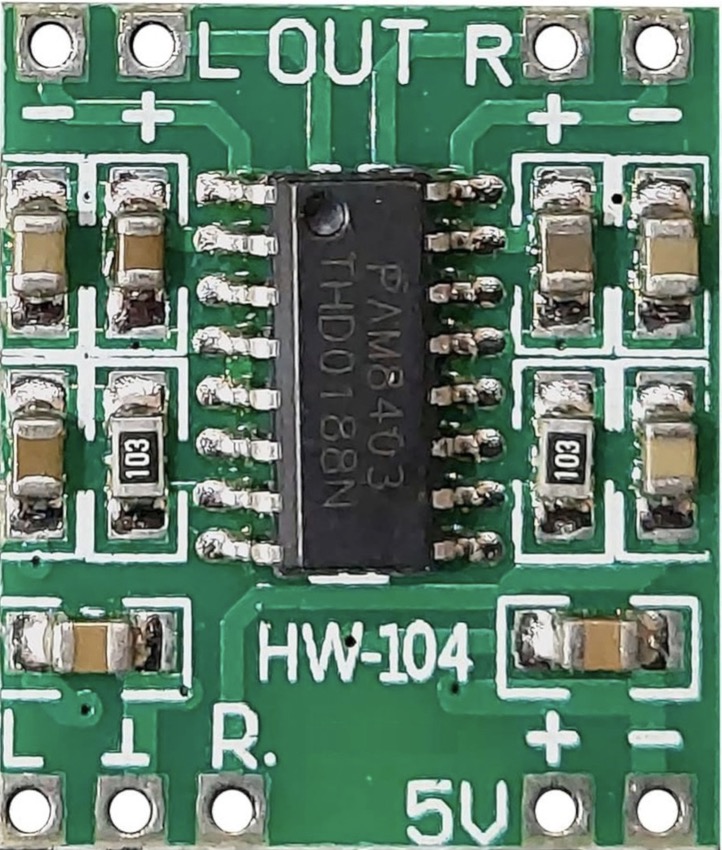 L OUT R
− + + −
PAM8403
THD0188N
103
103
HW-104
L ⊥ R.
+ −
5V